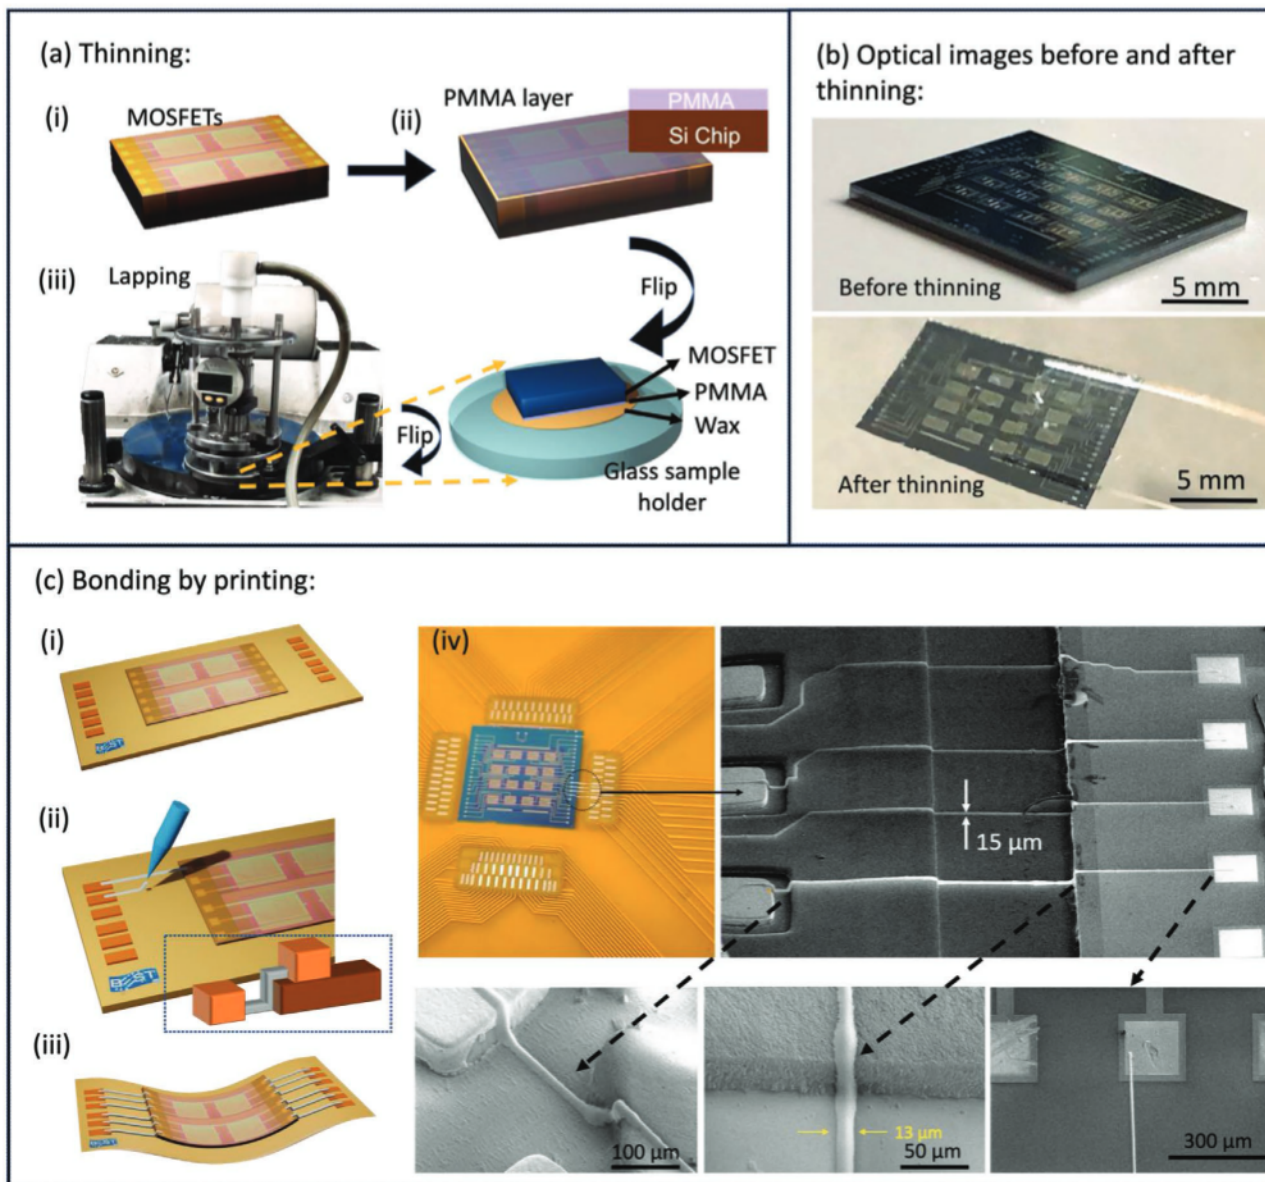 (a) Thinning:
(i)
MOSFETs
(ii)
PMMA layer
PMMA
Si Chip
(iii)
Lapping
Flip
Flip
MOSFET
PMMA
Wax
Glass sample
holder
(b) Optical images before and after
thinning:
Before thinning
5 mm
After thinning
5 mm
(c) Bonding by printing:
(i)
(ii)
(iii)
(iv)
15 μm
100 μm
13 μm
50 μm
300 μm